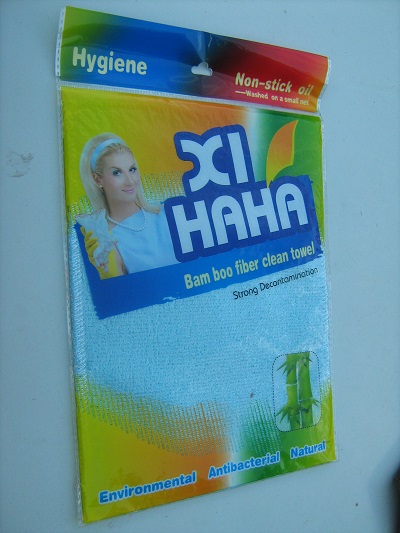 Hygiene
Non-stick oil
Washed on a small net
XI
HAHA
Bam boo fiber clean towel
Strong Decontamination
Environmental Antibacterial Natural